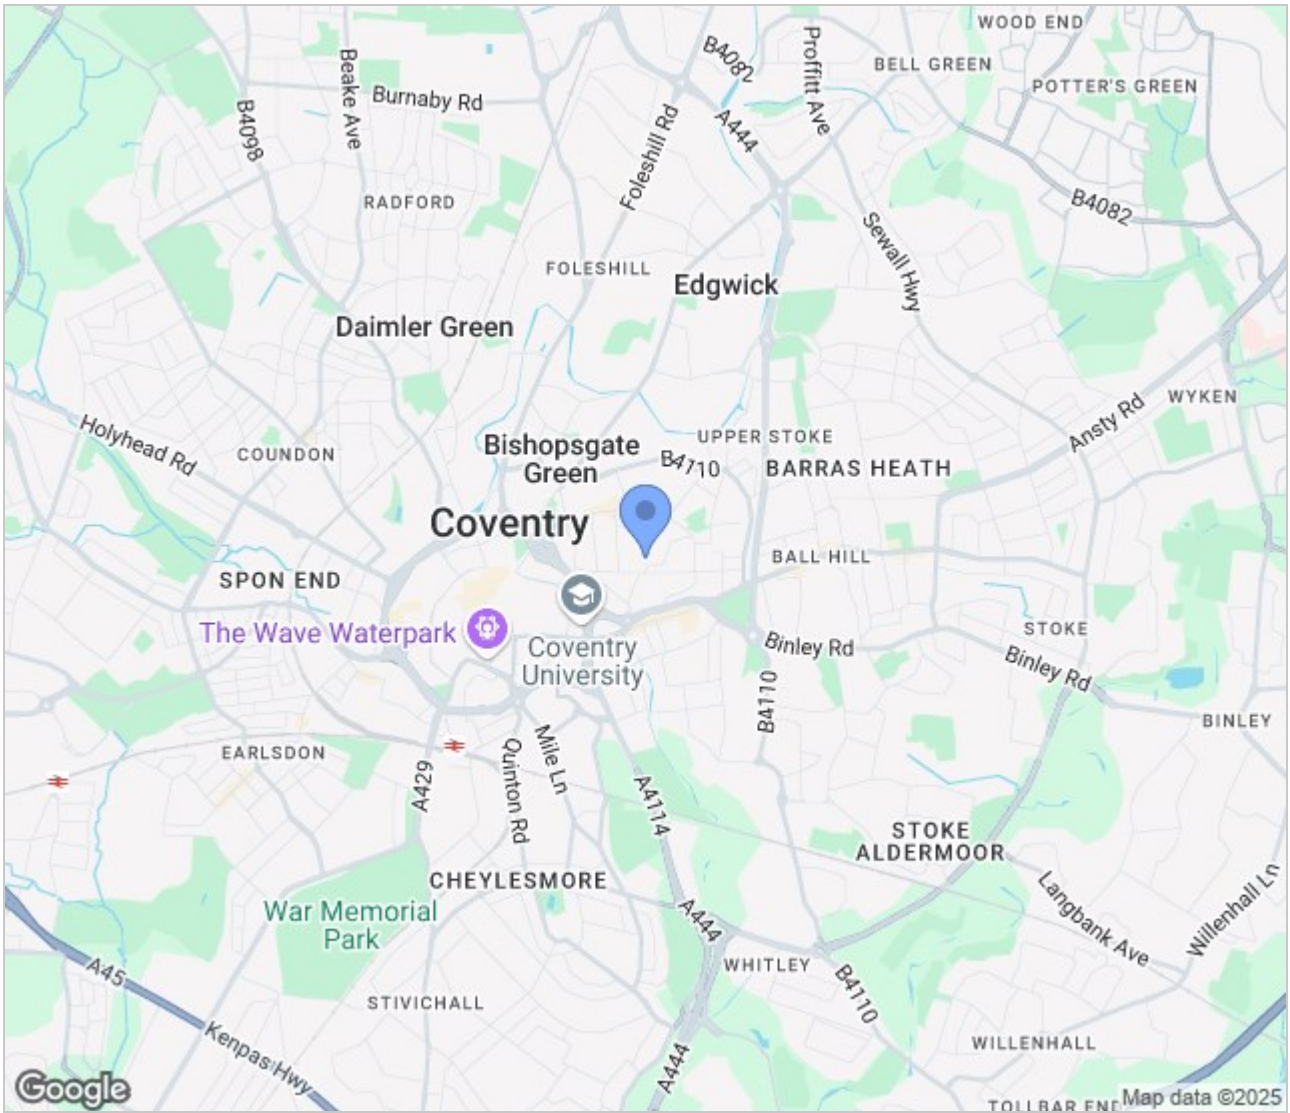 WOOD END
B4082
Proffitt Ave
BELL GREEN
POTTER'S GREEN
Beake Ave
Burnaby Rd
B4098
Foleshill Rd
A444
RADFORD
B4082
Sewall Hwy
FOLESHILL
Edgwick
Daimler Green
WYKEN
Ansty Rd
Holyhead Rd
COUNDON
Bishopsgate
Green
UPPER STOKE
B4110
BARRAS HEATH
Coventry
BALL HILL
SPON END
The Wave Waterpark
Coventry
University
STOKE
Binley Rd
Binley Rd
B4110
BINLEY
EARLSDON
Mile Ln
Quinton Rd
A429
A4114
STOKE
ALDERMOOR
CHEYLESMORE
Langbank Ave
Willenhall Ln
War Memorial
Park
A444
WHITLEY
A45
B4110
STIVICHALL
Kenpas Hwy
WILLENHALL
A444
TOLLBAR END
Google
Map data ©2025